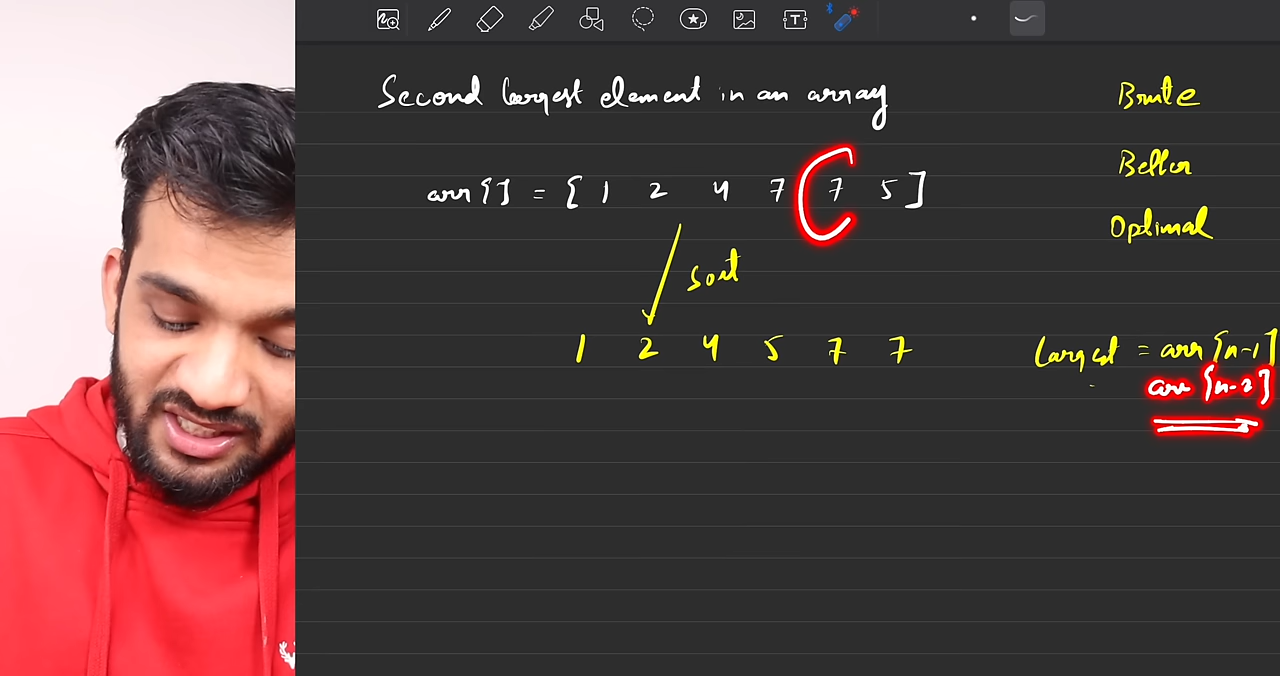 Second largest element in an array
Brute
Better
arr[] = [ 1 2 4 7 7 5 ]
Optimal
sort
1 2 4 5 7 7
largest = arr[n-1]
arr[n-2]